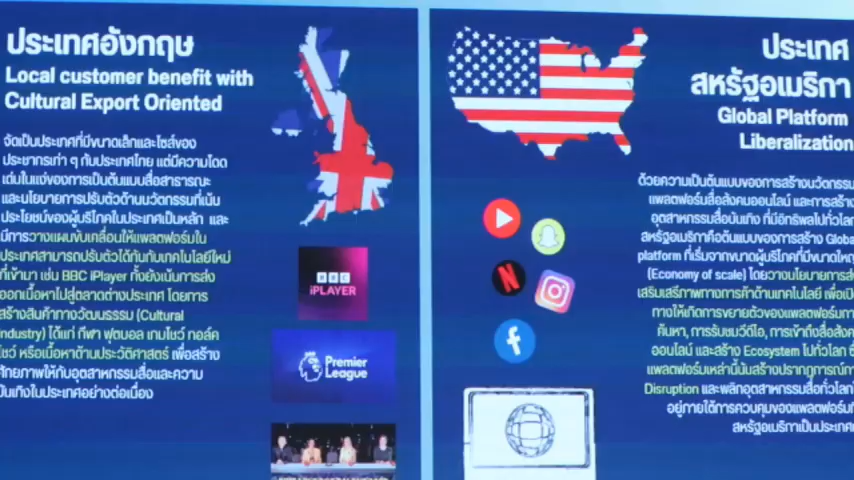 ประเทศอังกฤษ
Local customer benefit with
Cultural Export Oriented
จัดเป็นประเทศที่มีขนาดเล็กและไซส์ของ
ประชากรเท่า ๆ กับประเทศไทย แต่มีความโดด
เด่นในแง่ของการเป็นต้นแบบสื่อสาธารณะ
และนโยบายการปรับตัวด้านนวัตกรรมที่เน้น
ประโยชน์ของผู้บริโภคในประเทศเป็นหลัก และ
มีการวางแผนขับเคลื่อนให้แพลตฟอร์มใน
ประเทศสามารถปรับตัวได้ทันกับเทคโนโลยีใหม่
ที่เข้ามา เช่น BBC iPlayer ทั้งยังเน้นการส่ง
ออกเนื้อหาไปสู่ตลาดต่างประเทศ โดยการ
สร้างสินค้าทางวัฒนธรรม (Cultural
Industry) ได้แก่ กีฬา ฟุตบอล เกมโชว์ ทอล์ค
โชว์ หรือเนื้อหาด้านประวัติศาสตร์ เพื่อสร้าง
ศักยภาพให้กับอุตสาหกรรมสื่อและความ
บันเทิงในประเทศอย่างต่อเนื่อง
BBC
iPLAYER
Premier
League
ประเทศ
สหรัฐอเมริกา
Global Platform
Liberalization
ด้วยความเป็นต้นแบบของการสร้างนวัตกรรม
แพลตฟอร์มสื่อสังคมออนไลน์ และการสร้าง
อุตสาหกรรมสื่อบันเทิง ที่มีอิทธิพลไปทั่วโลก
สหรัฐอเมริกาคือต้นแบบของการสร้าง Global
platform ที่เริ่มจากขนาดผู้บริโภคที่มีขนาดใหญ่
(Economy of scale) โดยวางนโยบายการส่ง
เสริมเสรีภาพทางการค้าด้านเทคโนโลยี เพื่อเปิด
ทางให้เกิดการขยายตัวของแพลตฟอร์มการ
ค้นหา, การรับชมวีดีโอ, การเข้าถึงสื่อสังคม
ออนไลน์ และสร้าง Ecosystem ไปทั่วโลก ซึ่ง
แพลตฟอร์มเหล่านี้นั้นสร้างปรากฏการณ์การ
Disruption และพลิกอุตสาหกรรมสื่อทั่วโลกให้
อยู่ภายใต้การควบคุมของแพลตฟอร์มที่
สหรัฐอเมริกาเป็นประเทศ
N
f